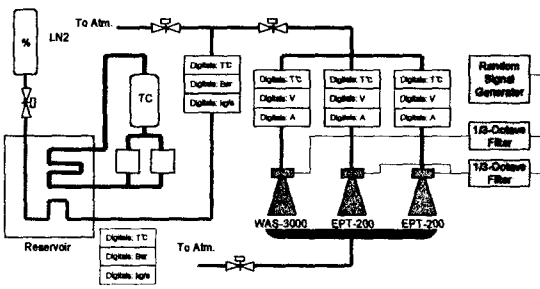 To Atm.
%
LN2
TC
Digitals: T℃
Digitals: Bar
Digitals: kg/s
Digitals: T℃
Digitals: V
Digitals: A
Digitals: T℃
Digitals: V
Digitals: A
Digitals: T℃
Digitals: V
Digitals: A
Random
Signal
Generator
1/3-Octave
Filter
1/3-Octave
Filter
WAS-3000
EPT-200
EPT-200
Reservoir
Digitals: T℃
Digitals: Bar
Digitals: kg/s
To Atm.